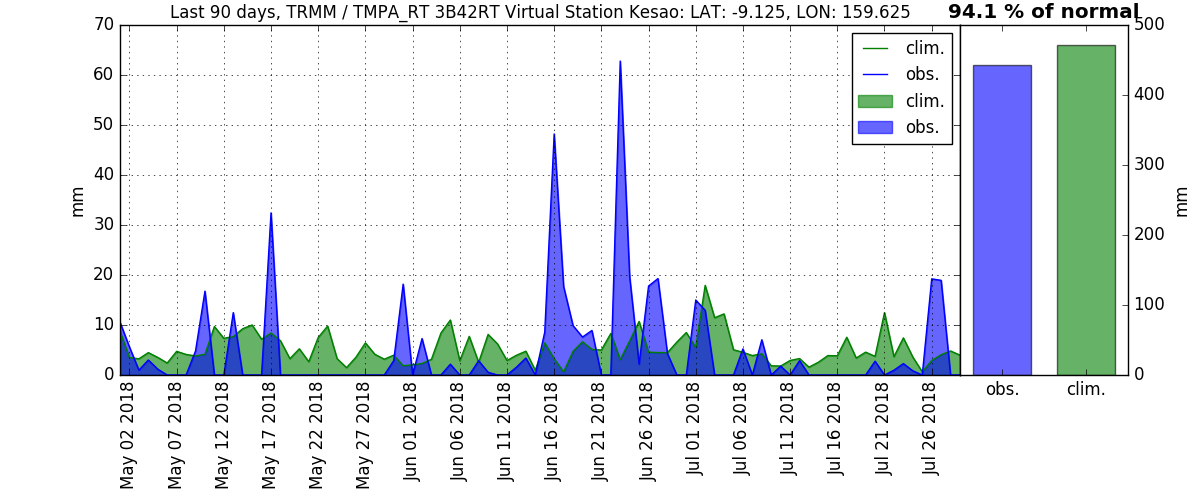 Last 90 days, TRMM / TMPA_RT 3B42RT Virtual Station Kesao: LAT: -9.125, LON: 159.625
94.1 % of normal
70
60
50
40
30
20
10
0
mm
clim.
obs.
clim.
obs.
500
400
300
200
100
0
mm
May 02 2018
May 07 2018
May 12 2018
May 17 2018
May 22 2018
May 27 2018
Jun 01 2018
Jun 06 2018
Jun 11 2018
Jun 16 2018
Jun 21 2018
Jun 26 2018
Jul 01 2018
Jul 06 2018
Jul 11 2018
Jul 16 2018
Jul 21 2018
Jul 26 2018
obs.
clim.